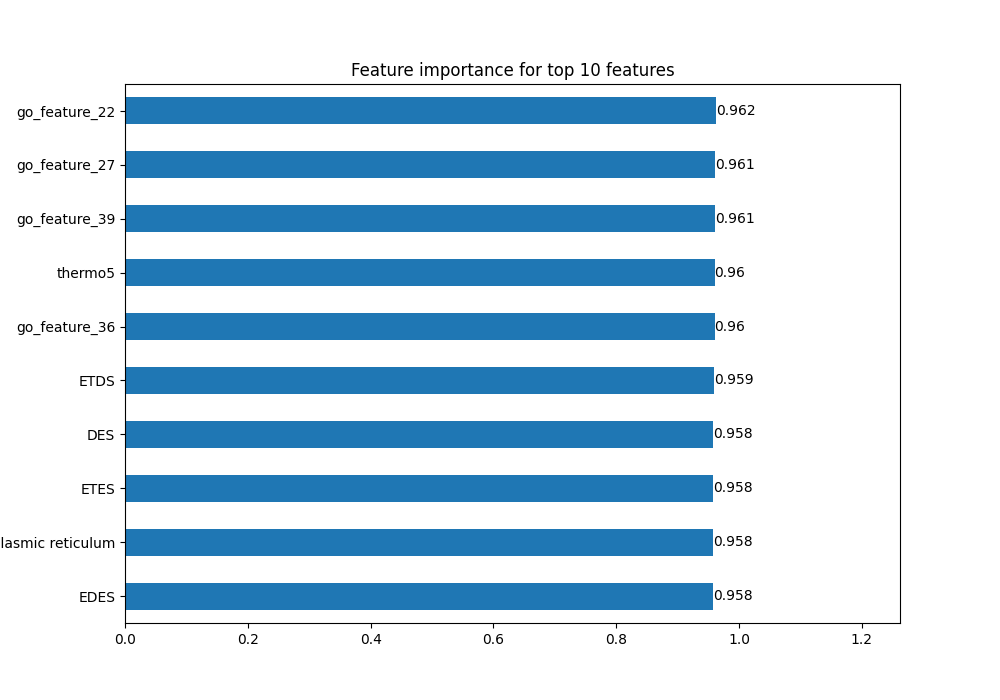 Feature importance for top 10 features
go_feature_22 0.962
go_feature_27 0.961
go_feature_39 0.961
thermo5 0.96
go_feature_36 0.96
ETDS 0.959
DES 0.958
ETES 0.958
lasmic reticulum 0.958
EDES 0.958
0.0 0.2 0.4 0.6 0.8 1.0 1.2